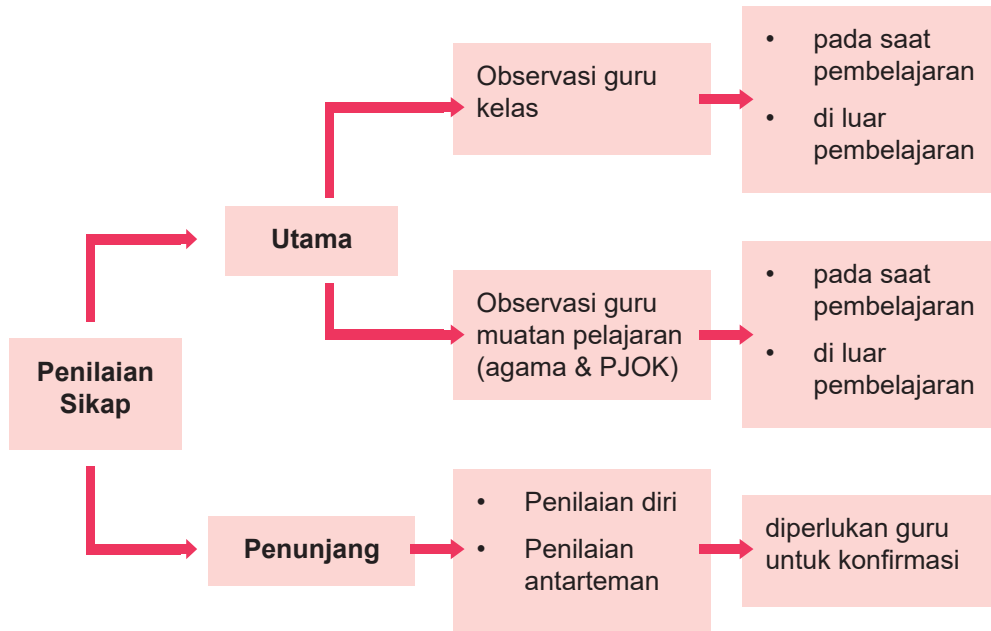 Penilaian
Sikap
Utama
Observasi guru
kelas
• pada saat
pembelajaran
• di luar
pembelajaran
Observasi guru
muatan pelajaran
(agama & PJOK)
• pada saat
pembelajaran
• di luar
pembelajaran
Penunjang
• Penilaian diri
• Penilaian
antarteman
diperlukan guru
untuk konfirmasi